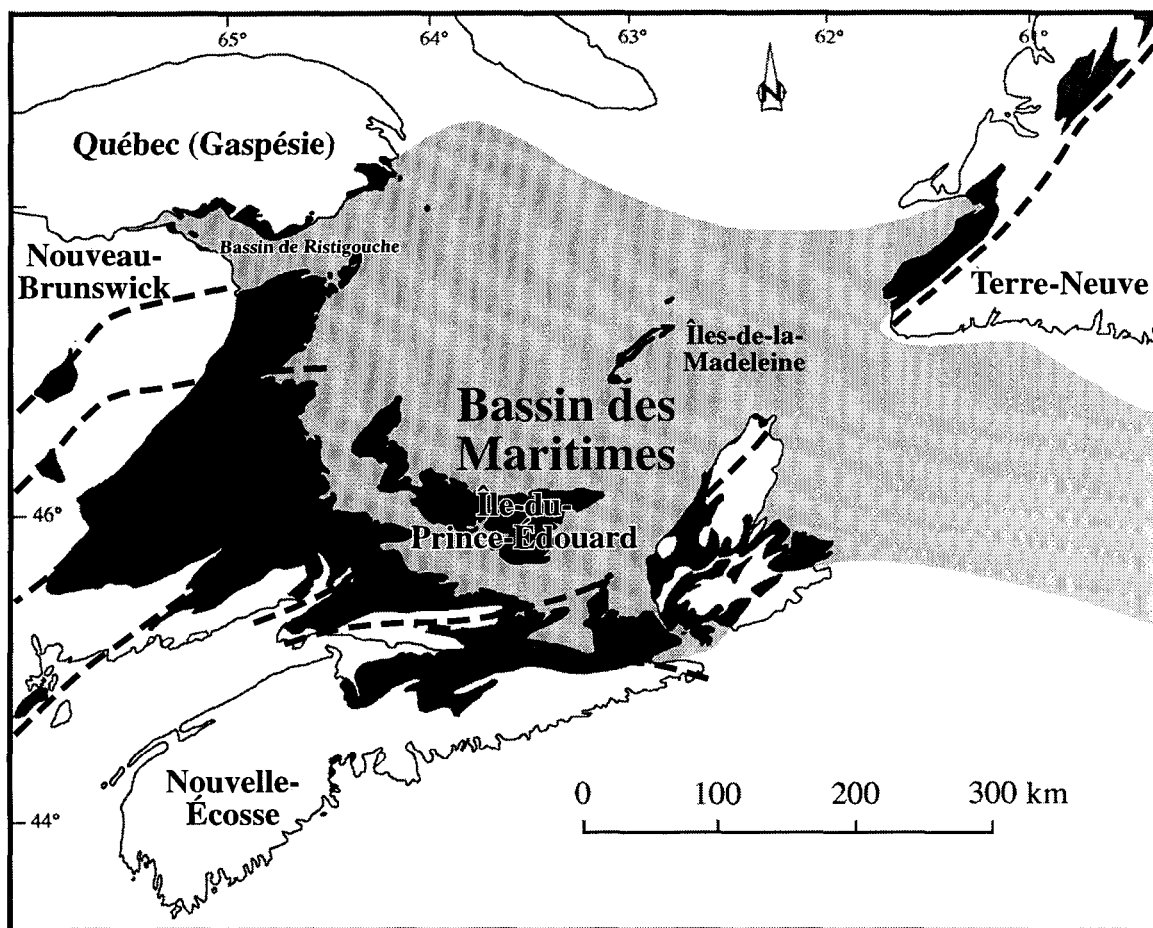 65°
64°
63°
62°
61°
N
Québec (Gaspésie)
Bassin de Ristigouche
Nouveau-
Brunswick
Terre-Neuve
Îles-de-la-
Madeleine
Bassin des
Maritimes
46°
Île-du-
Prince-Édouard
Nouvelle-
Écosse
0 100 200 300 km
44°